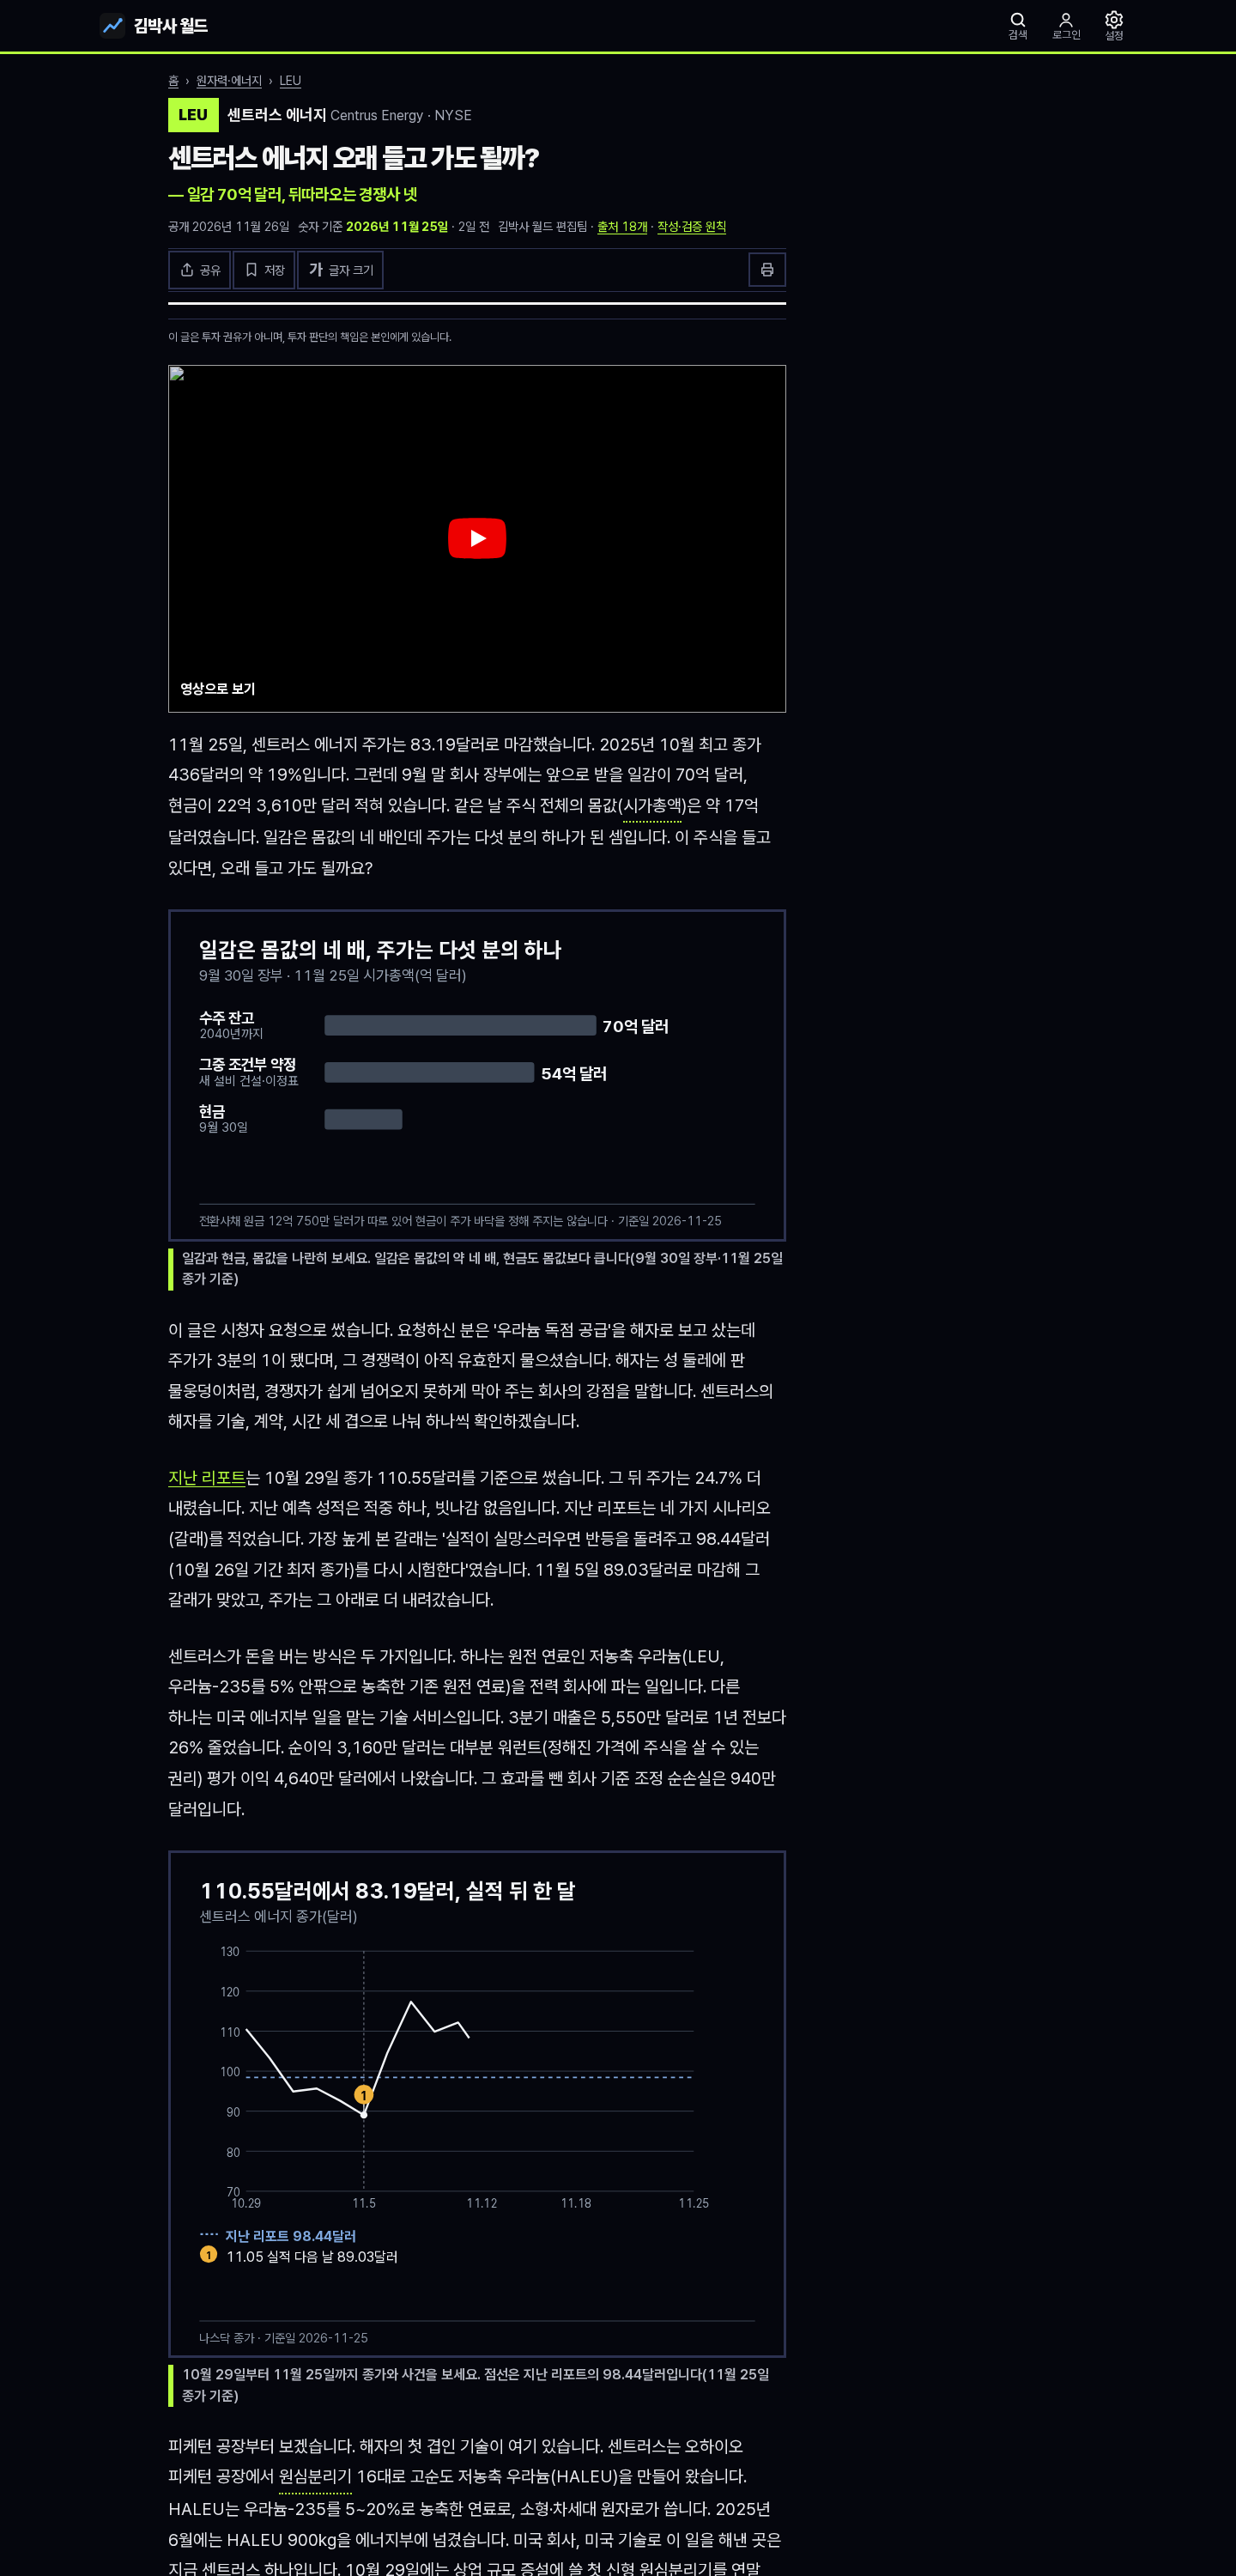 김박사 월드
검색
로그인
설정
홈 › 원자력·에너지 › LEU
LEU 센트러스 에너지 Centrus Energy · NYSE
센트러스 에너지 오래 들고 가도 될까?
— 일감 70억 달러, 뒤따라오는 경쟁사 넷
공개 2026년 11월 26일 숫자 기준 2026년 11월 25일 · 2일 전 김박사 월드 편집팀 · 출처 18개 · 작성·검증 원칙
공유
저장
가 글자 크기
이 글은 투자 권유가 아니며, 투자 판단의 책임은 본인에게 있습니다.
영상으로 보기
11월 25일, 센트러스 에너지 주가는 83.19달러로 마감했습니다. 2025년 10월 최고 종가
436달러의 약 19%입니다. 그런데 9월 말 회사 장부에는 앞으로 받을 일감이 70억 달러,
현금이 22억 3,610만 달러 적혀 있습니다. 같은 날 주식 전체의 몸값(시가총액)은 약 17억
달러였습니다. 일감은 몸값의 네 배인데 주가는 다섯 분의 하나가 된 셈입니다. 이 주식을 들고
있다면, 오래 들고 가도 될까요?
일감은 몸값의 네 배, 주가는 다섯 분의 하나
9월 30일 장부 · 11월 25일 시가총액(억 달러)
수주 잔고
2040년까지
70억 달러
그중 조건부 약정
새 설비 건설·이정표
54억 달러
현금
9월 30일
전환사채 원금 12억 750만 달러가 따로 있어 현금이 주가 바닥을 정해 주지는 않습니다 · 기준일 2026-11-25
일감과 현금, 몸값을 나란히 보세요. 일감은 몸값의 약 네 배, 현금도 몸값보다 큽니다(9월 30일 장부·11월 25일
종가 기준)
이 글은 시청자 요청으로 썼습니다. 요청하신 분은 '우라늄 독점 공급'을 해자로 보고 샀는데
주가가 3분의 1이 됐다며, 그 경쟁력이 아직 유효한지 물으셨습니다. 해자는 성 둘레에 판
물웅덩이처럼, 경쟁자가 쉽게 넘어오지 못하게 막아 주는 회사의 강점을 말합니다. 센트러스의
해자를 기술, 계약, 시간 세 겹으로 나눠 하나씩 확인하겠습니다.
지난 리포트는 10월 29일 종가 110.55달러를 기준으로 썼습니다. 그 뒤 주가는 24.7% 더
내렸습니다. 지난 예측 성적은 적중 하나, 빗나감 없음입니다. 지난 리포트는 네 가지 시나리오
(갈래)를 적었습니다. 가장 높게 본 갈래는 '실적이 실망스러우면 반등을 돌려주고 98.44달러
(10월 26일 기간 최저 종가)를 다시 시험한다'였습니다. 11월 5일 89.03달러로 마감해 그
갈래가 맞았고, 주가는 그 아래로 더 내려갔습니다.
센트러스가 돈을 버는 방식은 두 가지입니다. 하나는 원전 연료인 저농축 우라늄(LEU,
우라늄-235를 5% 안팎으로 농축한 기존 원전 연료)을 전력 회사에 파는 일입니다. 다른
하나는 미국 에너지부 일을 맡는 기술 서비스입니다. 3분기 매출은 5,550만 달러로 1년 전보다
26% 줄었습니다. 순이익 3,160만 달러는 대부분 워런트(정해진 가격에 주식을 살 수 있는
권리) 평가 이익 4,640만 달러에서 나왔습니다. 그 효과를 뺀 회사 기준 조정 순손실은 940만
달러입니다.
110.55달러에서 83.19달러, 실적 뒤 한 달
센트러스 에너지 종가(달러)
130
120
110
100
90
80
70
1
10.29
11.5
11.12
11.18
11.25
지난 리포트 98.44달러
1 11.05 실적 다음 날 89.03달러
나스닥 종가 · 기준일 2026-11-25
10월 29일부터 11월 25일까지 종가와 사건을 보세요. 점선은 지난 리포트의 98.44달러입니다(11월 25일
종가 기준)
피케턴 공장부터 보겠습니다. 해자의 첫 겹인 기술이 여기 있습니다. 센트러스는 오하이오
피케턴 공장에서 원심분리기 16대로 고순도 저농축 우라늄(HALEU)을 만들어 왔습니다.
HALEU는 우라늄-235를 5~20%로 농축한 연료로, 소형·차세대 원자로가 씁니다. 2025년
6월에는 HALEU 900kg을 에너지부에 넘겼습니다. 미국 회사, 미국 기술로 이 일을 해낸 곳은
지금 센트러스 하나입니다. 10월 29일에는 상업 규모 증설에 쓸 첫 신형 원심분리기를 연말